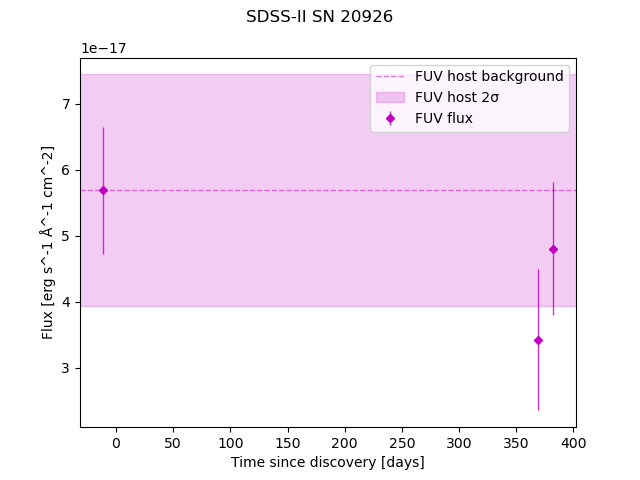 SDSS-II SN 20926
1e−17
FUV host background
FUV host 2σ
FUV flux
7
6
5
4
3
Flux [erg s^-1 Å^-1 cm^-2]
0 50 100 150 200 250 300 350 400
Time since discovery [days]